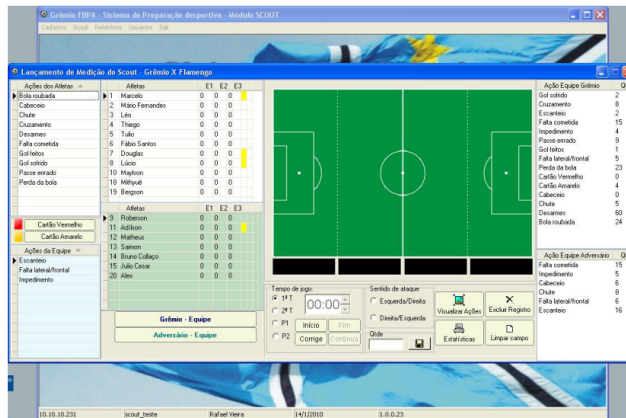 Grêmio FBPA - Sistema de Preparação desportiva - Módulo SCOUT
Cadastro Scout Relatórios Usuarios Sair
Lançamento de Medição do Scout - Grêmio X Flamengo
Ações dos Atletas
Bola roubada
Cabeceio
Chute
Cruzamento
Desarmes
Falta cometida
Gol feitos
Gol sofrido
Passe errado
Perda da bola
Cartão Vermelho
Cartão Amarelo
Ações da Equipe
Escanteio
Falta lateral/frontal
Impedimento
Atletas E1 E2 E3
1 Marcelo 0 0 0
2 Mário Fernandes 0 0 0
3 Léo 0 0 0
4 Thiego 0 0 0
5 Tulio 0 0 0
6 Fábio Santos 0 0 0
7 Douglas 0 0 0
8 Lúcio 0 0 0
10 Maylson 0 0 0
18 Mithyuê 0 0 0
19 Bergson 0 0 0
Atletas E1 E2 E3
9 Roberson 0 0 0
11 Adilson 0 0 0
12 Matheus 0 0 0
13 Saimon 0 0 0
14 Bruno Collaço 0 0 0
15 Julio Cesar 0 0 0
20 Alex 0 0 0
Grêmio - Equipe
Adversário - Equipe
Tempo de jogo:
1ª T
2ª T
P1
P2
00:00
Início Fim
Corrige Continua
Sentido de ataque
Esquerda/Direita
Direita/Esquerda
Qtde
Visualizar Ações
Excluir Registro
Estatísticas
Limpar campo
Ação Equipe Grêmio
Gol sofrido 2
Cruzamento 8
Escanteio 2
Falta cometida 15
Impedimento 4
Passe errado 9
Gol feitos 1
Falta lateral/frontal 5
Perda da bola 23
Cartão Vermelho 0
Cartão Amarelo 4
Cabeceio 0
Chute 5
Desarmes 60
Bola roubada 24
Ação Equipe Adversário
Falta cometida 15
Impedimento 5
Cabeceio 6
Chute 8
Falta lateral/frontal 6
Escanteio 16
10.10.10.231 scout_teste Rafael Vieira 14/1/2010 1.0.0.23